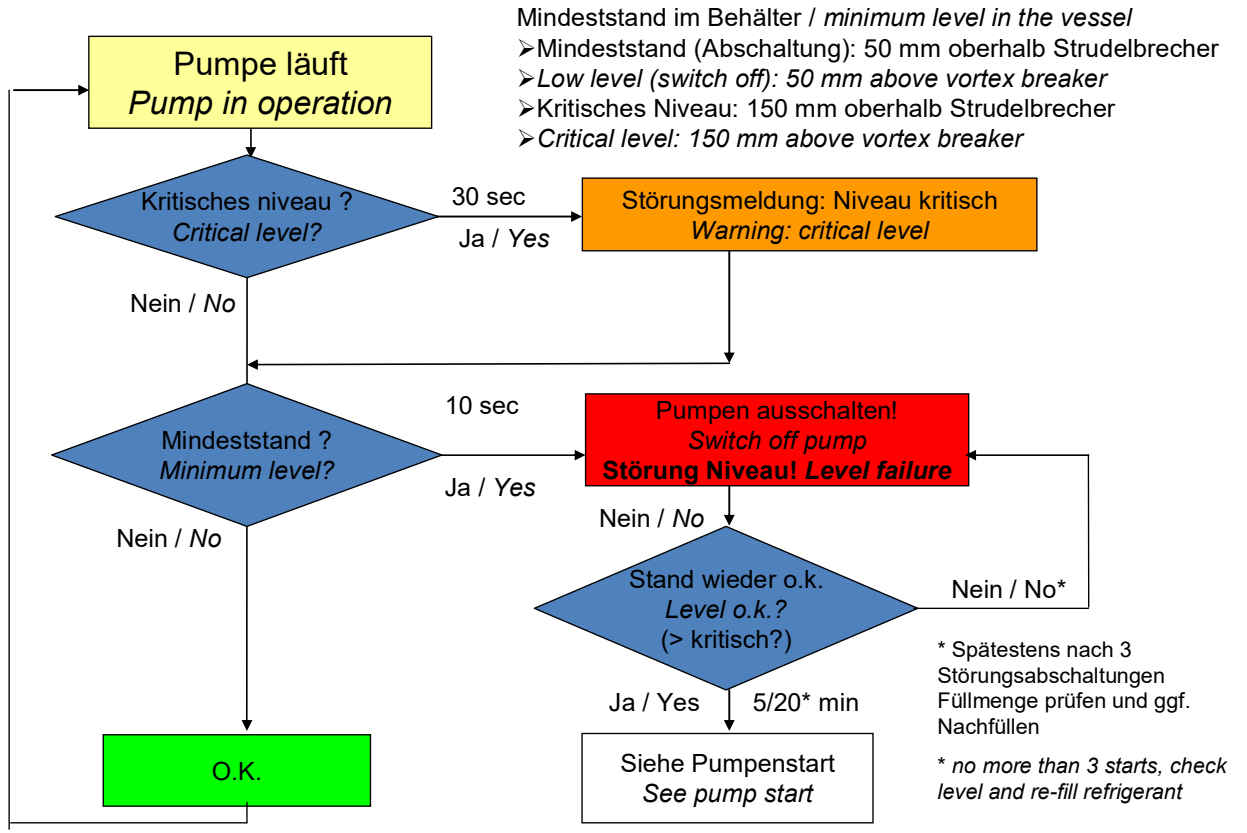 Mindeststand im Behälter / minimum level in the vessel
➢Mindeststand (Abschaltung): 50 mm oberhalb Strudelbrecher
➢Low level (switch off): 50 mm above vortex breaker
➢Kritisches Niveau: 150 mm oberhalb Strudelbrecher
➢Critical level: 150 mm above vortex breaker
Pumpe läuft
Pump in operation
Kritisches niveau ?
Critical level?
30 sec
Ja / Yes
Störungsmeldung: Niveau kritisch
Warning: critical level
Nein / No
Mindeststand ?
Minimum level?
10 sec
Ja / Yes
Pumpen ausschalten!
Switch off pump
Störung Niveau! Level failure
Nein / No
Nein / No
Stand wieder o.k.
Level o.k.?
(> kritisch?)
Nein / No*
Ja / Yes
5/20* min
* Spätestens nach 3
Störungsabschaltungen
Füllmenge prüfen und ggf.
Nachfüllen
* no more than 3 starts, check
level and re-fill refrigerant
O.K.
Siehe Pumpenstart
See pump start